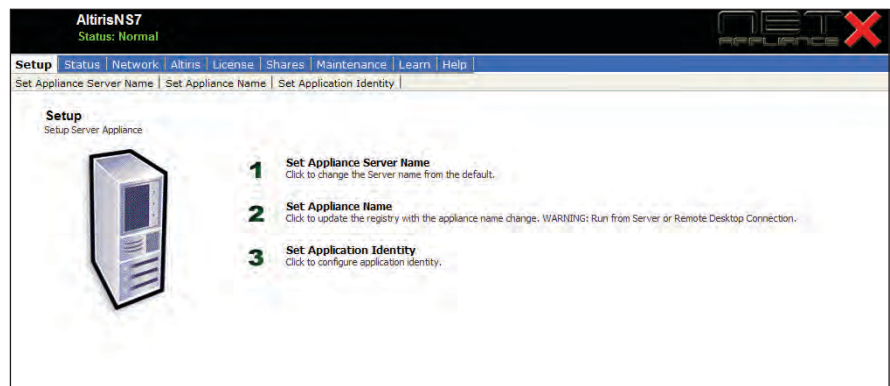 AltirisNS7
Status: Normal
NETX
APPLIANCE
Setup | Status | Network | Altiris | License | Shares | Maintenance | Learn | Help |
Set Appliance Server Name | Set Appliance Name | Set Application Identity |
Setup
Setup Server Appliance
1 Set Appliance Server Name
Click to change the Server name from the default.
2 Set Appliance Name
Click to update the registry with the appliance name change. WARNING: Run from Server or Remote Desktop Connection.
3 Set Application Identity
Click to configure application identity.